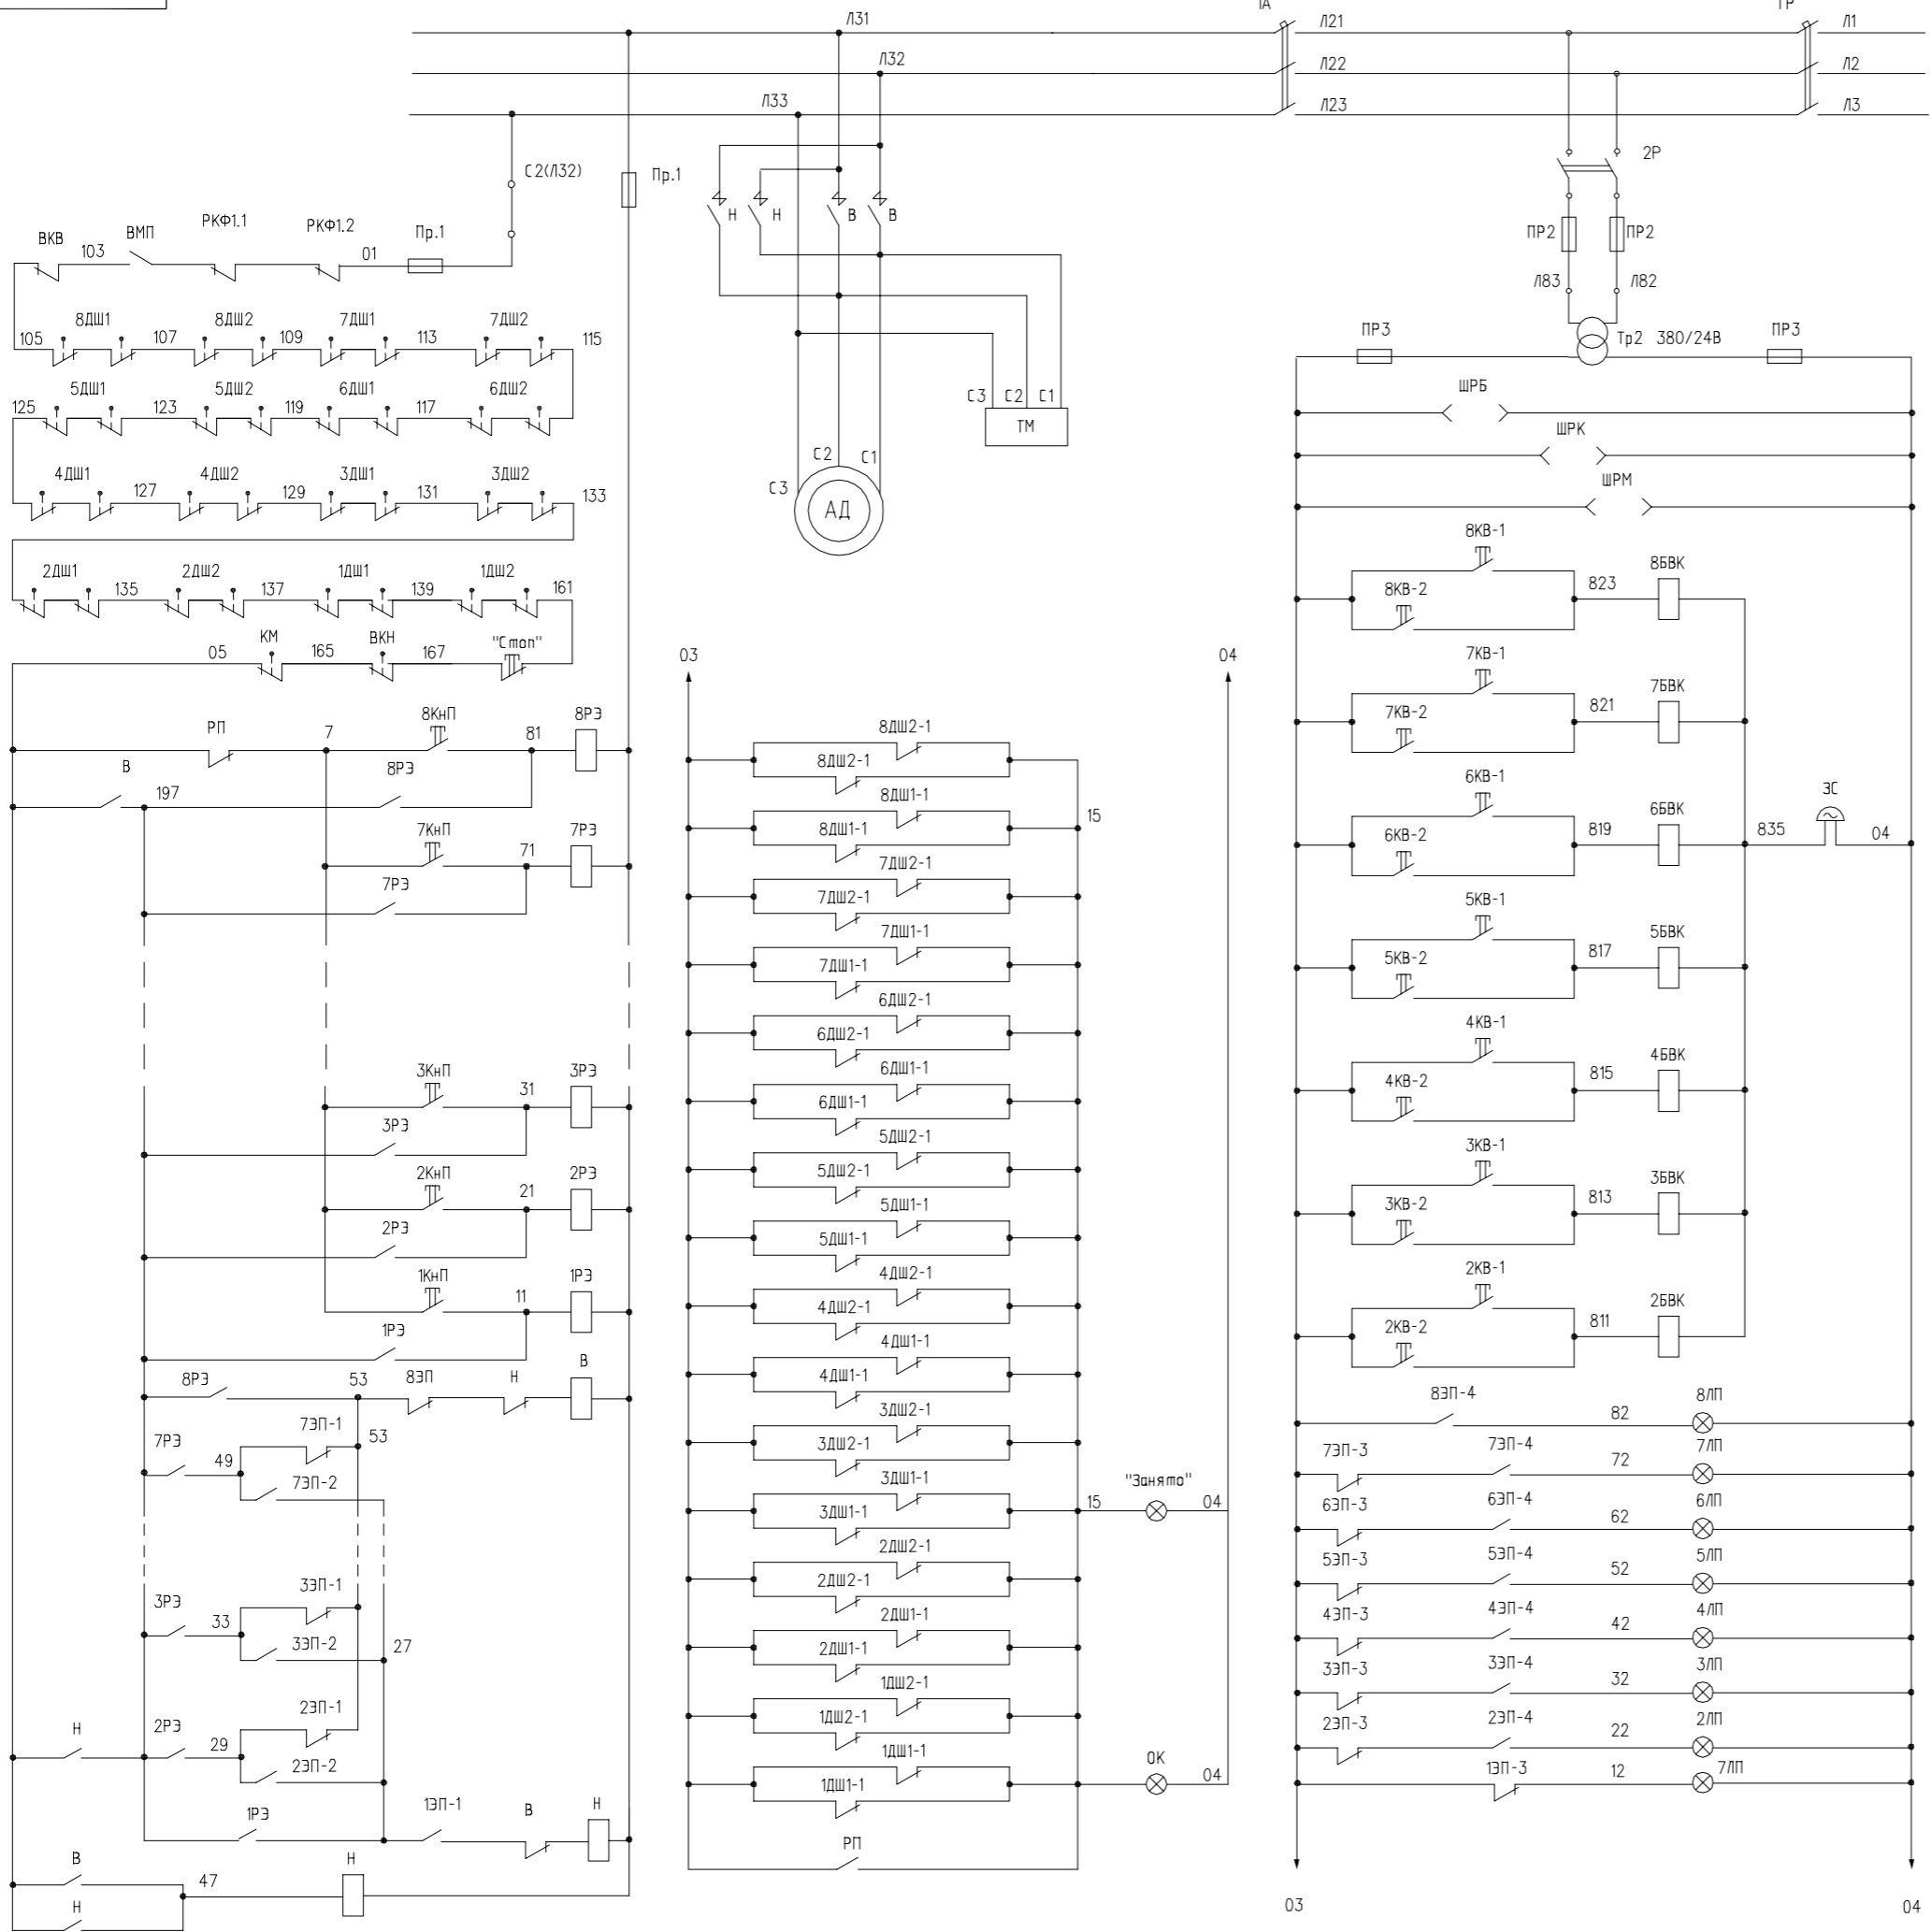 1А
ГР
Л31
Л21
Л1
Л32
Л22
Л2
Л33
Л23
Л3
С2(Л32)
Пр.1
2Р
Н
Н
В
В
ПР2
ПР2
Л83
Л82
ВКВ
103
ВМП
РКФ1.1
РКФ1.2
01
Пр.1
105
8ДШ1
107
8ДШ2
109
7ДШ1
113
7ДШ2
115
ПР3
Тр2 380/24В
ПР3
125
5ДШ1
123
5ДШ2
119
6ДШ1
117
6ДШ2
С3
С2
С1
ТМ
ШРБ
ШРК
ШРМ
4ДШ1
127
4ДШ2
129
3ДШ1
131
3ДШ2
133
С3
С2
С1
АД
2ДШ1
135
2ДШ2
137
1ДШ1
139
1ДШ2
161
05
КМ
165
ВКН
167
"Стоп"
РП
7
8КнП
81
8РЭ
В
197
8РЭ
7КнП
71
7РЭ
7РЭ
3КнП
31
3РЭ
3РЭ
2КнП
21
2РЭ
2РЭ
1КнП
11
1РЭ
1РЭ
8РЭ
53
8ЭП
Н
В
7РЭ
49
7ЭП-1
53
7ЭП-2
3РЭ
33
3ЭП-1
3ЭП-2
27
Н
2РЭ
29
2ЭП-1
2ЭП-2
1РЭ
1ЭП-1
В
Н
В
47
Н
Н
03
04
8ДШ2-1
8ДШ2-1
8ДШ1-1
8ДШ1-1
15
7ДШ2-1
7ДШ2-1
7ДШ1-1
7ДШ1-1
6ДШ2-1
6ДШ2-1
6ДШ1-1
6ДШ1-1
5ДШ2-1
5ДШ2-1
5ДШ1-1
5ДШ1-1
4ДШ2-1
4ДШ2-1
4ДШ1-1
4ДШ1-1
3ДШ2-1
3ДШ2-1
3ДШ1-1
3ДШ1-1
15
"Занято"
04
2ДШ2-1
2ДШ2-1
2ДШ1-1
2ДШ1-1
1ДШ2-1
1ДШ2-1
1ДШ1-1
1ДШ1-1
ОК
04
РП
8КВ-1
8КВ-2
823
8БВК
7КВ-1
7КВ-2
821
7БВК
6КВ-1
6КВ-2
819
6БВК
835
ЗС
04
5КВ-1
5КВ-2
817
5БВК
4КВ-1
4КВ-2
815
4БВК
3КВ-1
3КВ-2
813
3БВК
2КВ-1
2КВ-2
811
2БВК
8ЭП-4
82
8ЛП
7ЭП-3
7ЭП-4
72
7ЛП
6ЭП-3
6ЭП-4
62
6ЛП
5ЭП-3
5ЭП-4
52
5ЛП
4ЭП-3
4ЭП-4
42
4ЛП
3ЭП-3
3ЭП-4
32
3ЛП
2ЭП-3
2ЭП-4
22
2ЛП
1ЭП-3
12
7ЛП
03
04